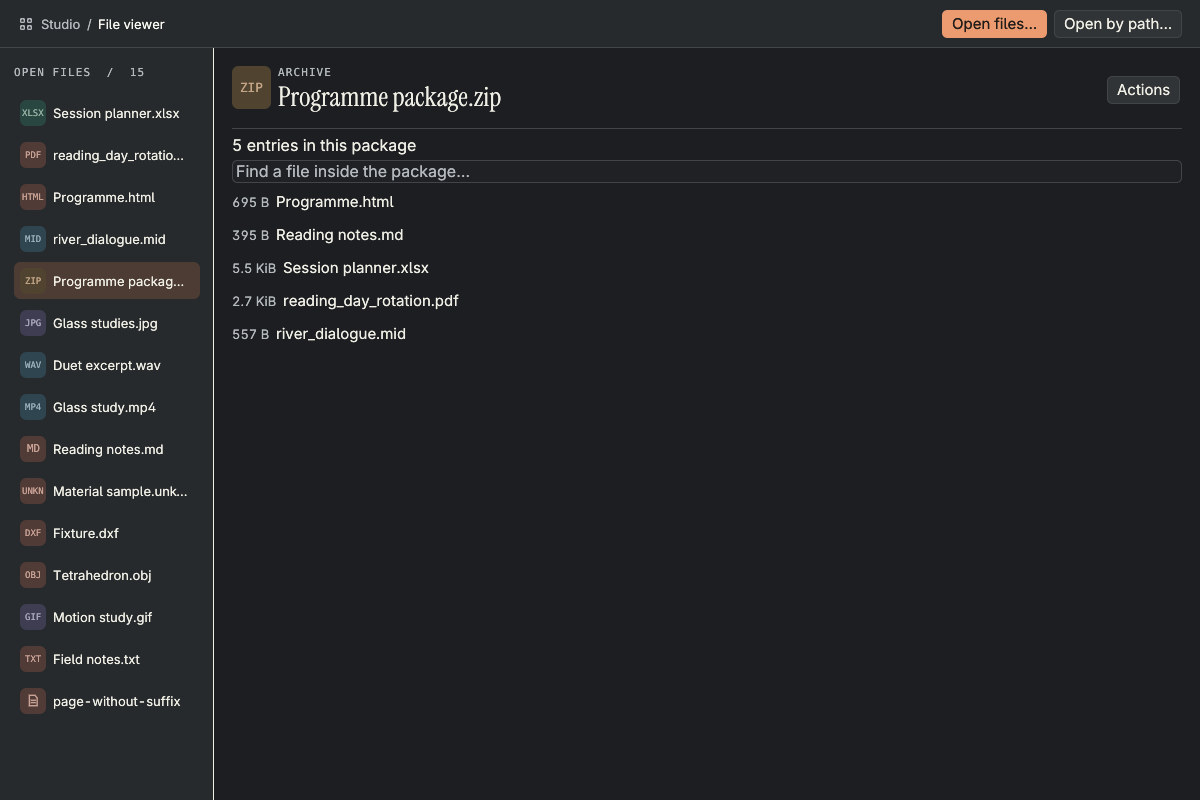 Studio / File viewer
Open files...
Open by path...
OPEN FILES / 15
XLSX Session planner.xlsx
PDF reading_day_rotatio...
HTML Programme.html
MID river_dialogue.mid
ZIP Programme packag...
JPG Glass studies.jpg
WAV Duet excerpt.wav
MP4 Glass study.mp4
MD Reading notes.md
UNKN Material sample.unk...
DXF Fixture.dxf
OBJ Tetrahedron.obj
GIF Motion study.gif
TXT Field notes.txt
page-without-suffix
ZIP
ARCHIVE
Programme package.zip
Actions
5 entries in this package
Find a file inside the package...
695 B Programme.html
395 B Reading notes.md
5.5 KiB Session planner.xlsx
2.7 KiB reading_day_rotation.pdf
557 B river_dialogue.mid